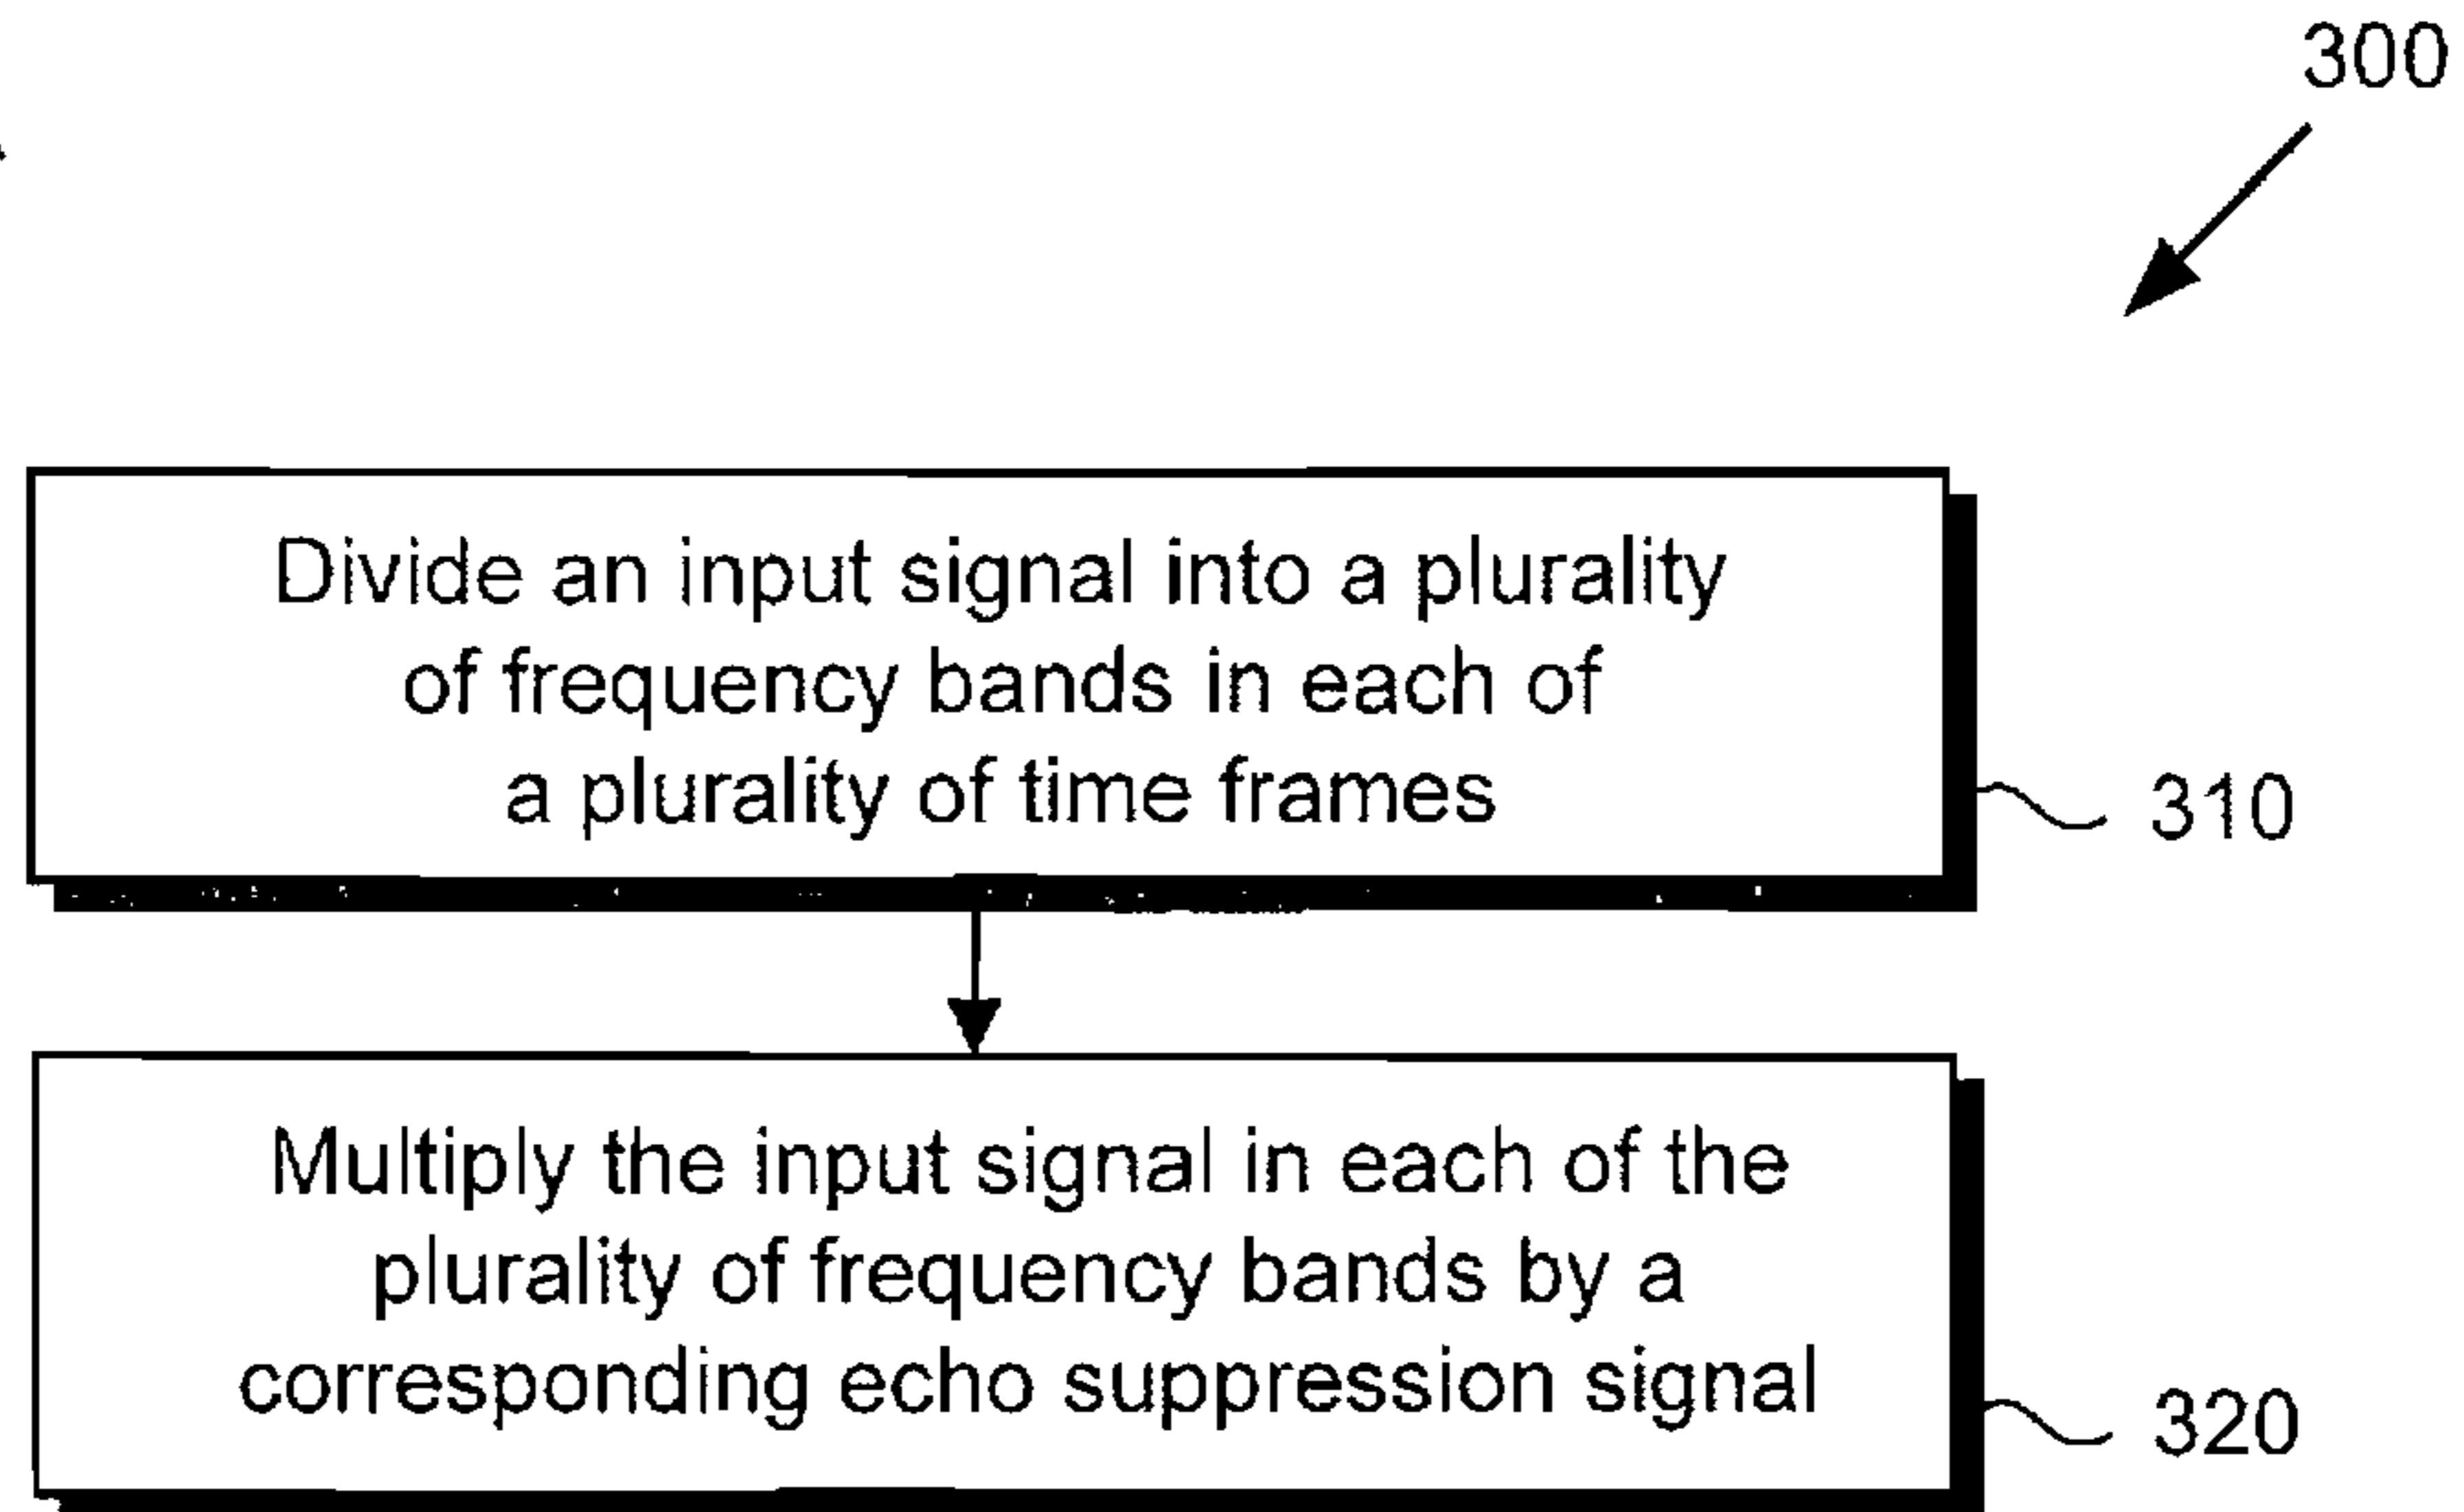 300
Divide an input signal into a plurality
of frequency bands in each of
a plurality of time frames
310
Multiply the input signal in each of the
plurality of frequency bands by a
corresponding echo suppression signal
320